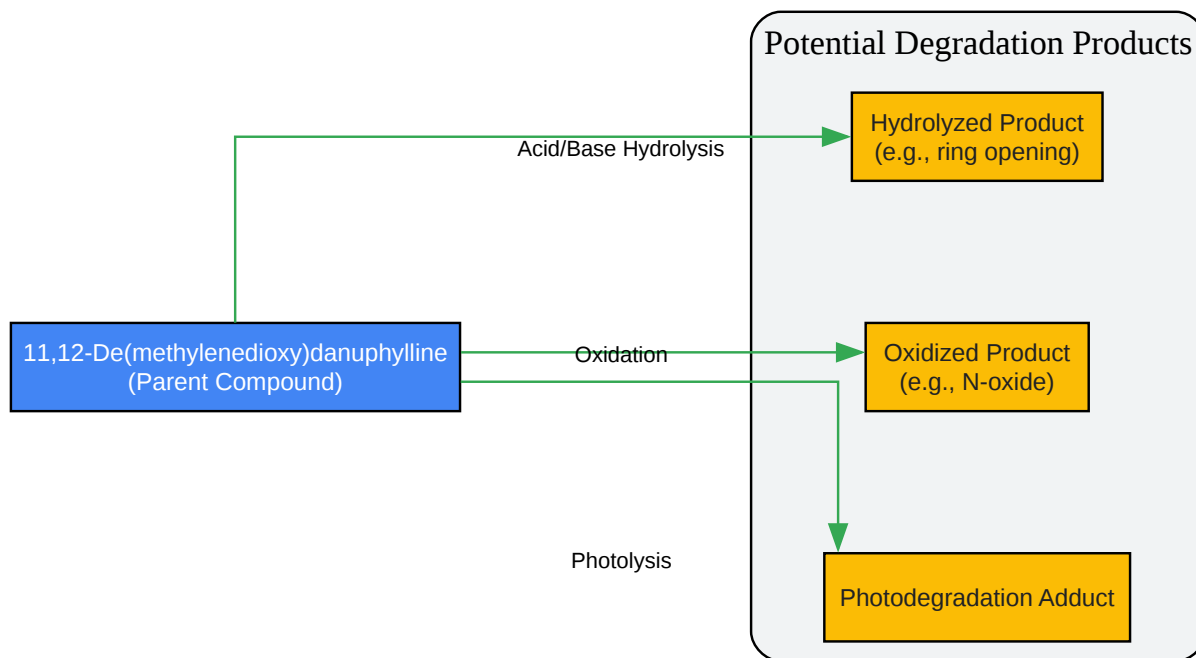 Potential Degradation Products
Hydrolyzed Product
(e.g., ring opening)
Acid/Base Hydrolysis
11,12-De(methylenedioxy)danuphylline
(Parent Compound)
Oxidation
Oxidized Product
(e.g., N-oxide)
Photolysis
Photodegradation Adduct